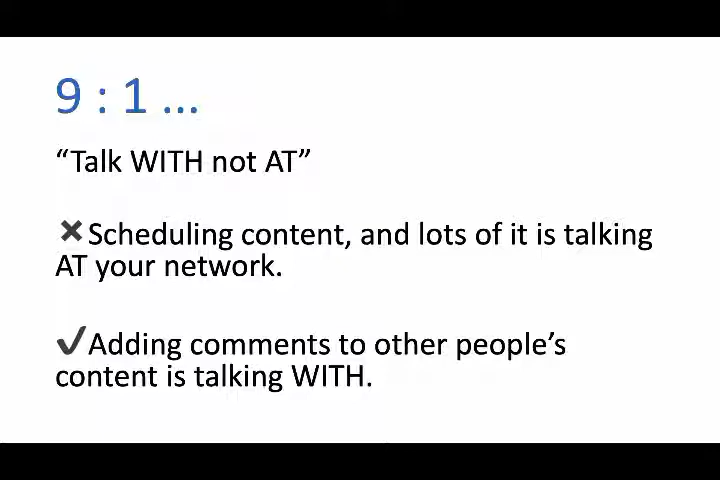 9 : 1 ...
“Talk WITH not AT”
✖Scheduling content, and lots of it is talking
AT your network.
✔Adding comments to other people’s
content is talking WITH.